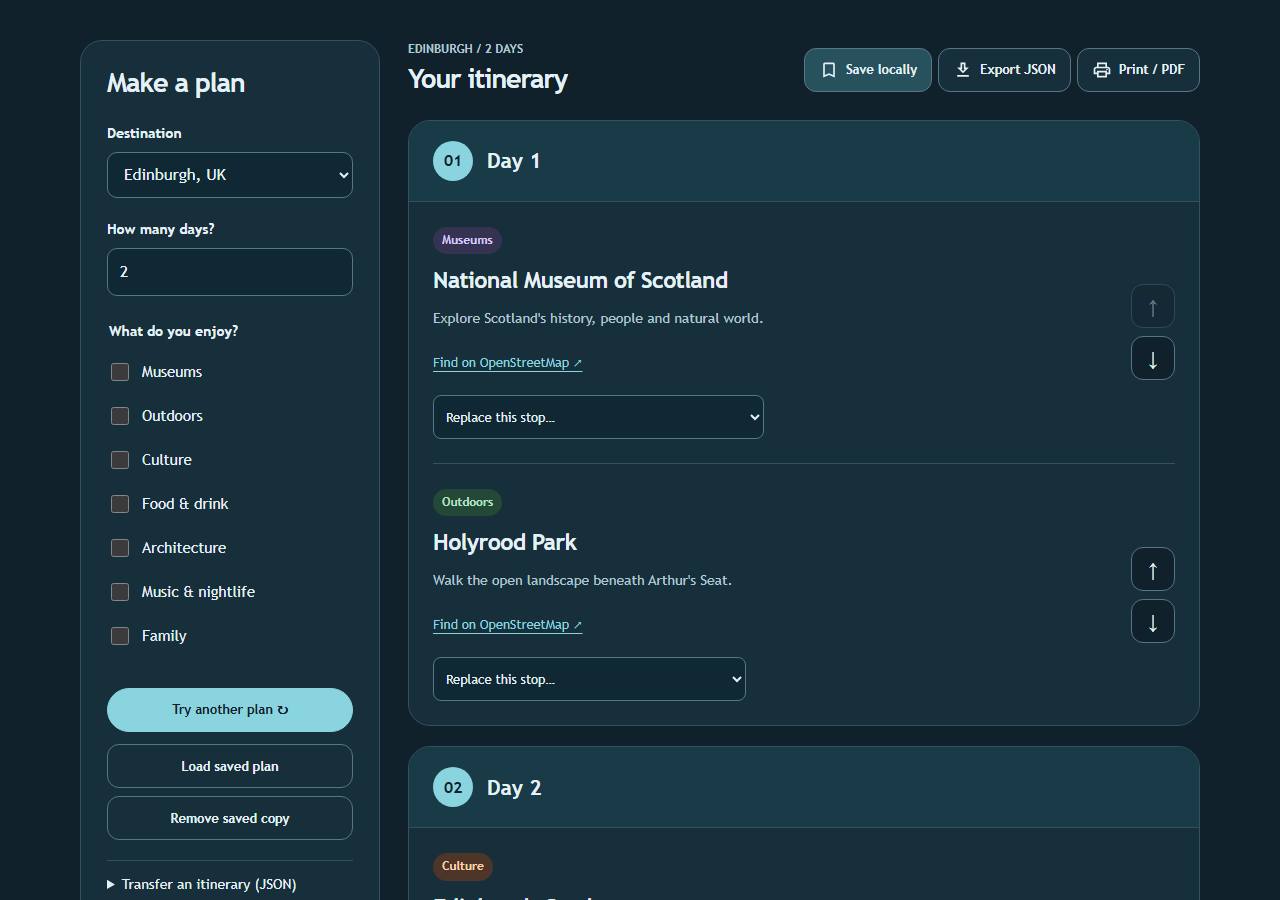 Make a plan
Destination
Edinburgh, UK
How many days?
2
What do you enjoy?
Museums
Outdoors
Culture
Food & drink
Architecture
Music & nightlife
Family
Try another plan ↻
Load saved plan
Remove saved copy
▶ Transfer an itinerary (JSON)
EDINBURGH / 2 DAYS
Your itinerary
Save locally
Export JSON
Print / PDF
01 Day 1
Museums
National Museum of Scotland
Explore Scotland's history, people and natural world.
Find on OpenStreetMap ↗
Replace this stop...
↑
↓
Outdoors
Holyrood Park
Walk the open landscape beneath Arthur's Seat.
Find on OpenStreetMap ↗
Replace this stop...
↑
↓
02 Day 2
Culture